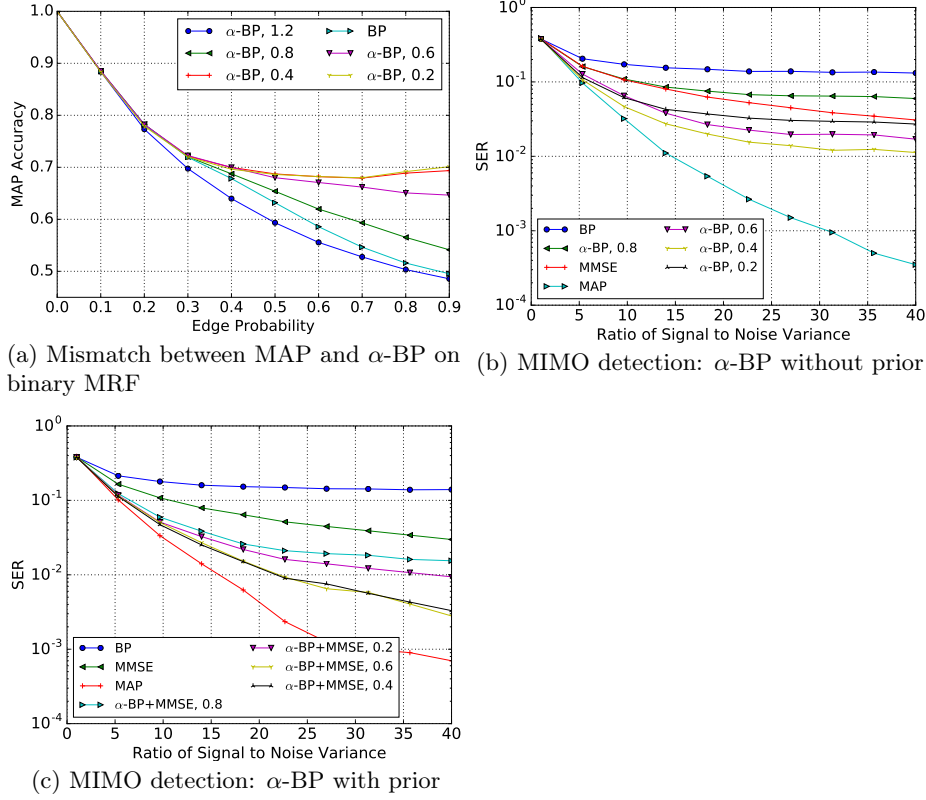 1.0
0.9
0.8
0.7
0.6
0.5
MAP Accuracy
α-BP, 1.2
α-BP, 0.8
α-BP, 0.4
BP
α-BP, 0.6
α-BP, 0.2
0.0 0.1 0.2 0.3 0.4 0.5 0.6 0.7 0.8 0.9
Edge Probability
(a) Mismatch between MAP and α-BP on
binary MRF
10^0
10^-1
10^-2
10^-3
10^-4
SER
BP
α-BP, 0.8
MMSE
MAP
α-BP, 0.6
α-BP, 0.4
α-BP, 0.2
0 5 10 15 20 25 30 35 40
Ratio of Signal to Noise Variance
(b) MIMO detection: α-BP without prior
10^0
10^-1
10^-2
10^-3
10^-4
SER
BP
MMSE
MAP
α-BP+MMSE, 0.8
α-BP+MMSE, 0.2
α-BP+MMSE, 0.6
α-BP+MMSE, 0.4
0 5 10 15 20 25 30 35 40
Ratio of Signal to Noise Variance
(c) MIMO detection: α-BP with prior